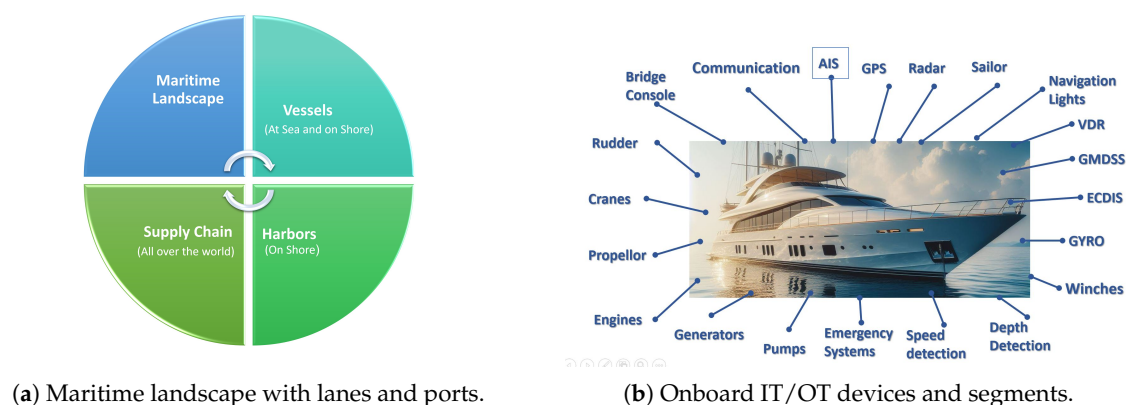 Maritime
Landscape
Vessels
(At Sea and on Shore)
Supply Chain
(All over the world)
Harbors
(On Shore)
(a) Maritime landscape with lanes and ports.
Bridge
Console
Communication
AIS
GPS
Radar
Sailor
Navigation
Lights
VDR
GMDSS
ECDIS
GYRO
Winches
Depth
Detection
Speed
detection
Emergency
Systems
Pumps
Generators
Engines
Propellor
Cranes
Rudder
(b) Onboard IT/OT devices and segments.